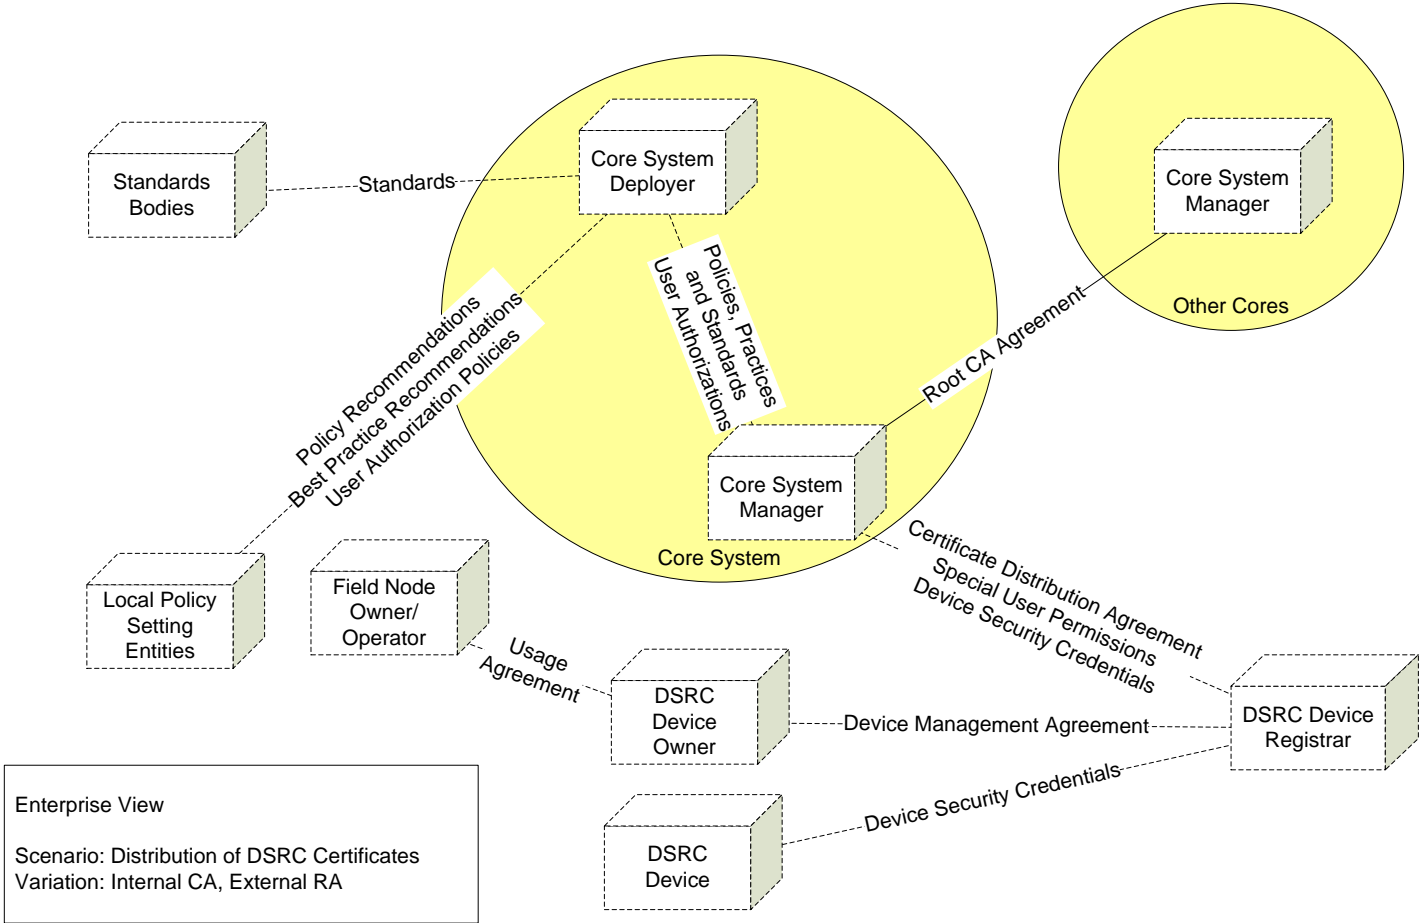 Core System
Deployer
Core System
Manager
Standards
Bodies
Standards
Other Cores
Policies, Practices
and Standards
User Authorizations
Root CA Agreement
Policy Recommendations
Best Practice Recommendations
User Authorization Policies
Core System
Manager
Core System
Certificate Distribution Agreement
Special User Permissions
Device Security Credentials
Local Policy
Setting
Entities
Field Node
Owner/
Operator
Usage
Agreement
DSRC
Device
Owner
Device Management Agreement
DSRC Device
Registrar
Device Security Credentials
DSRC
Device
Enterprise View
Scenario: Distribution of DSRC Certificates
Variation: Internal CA, External RA